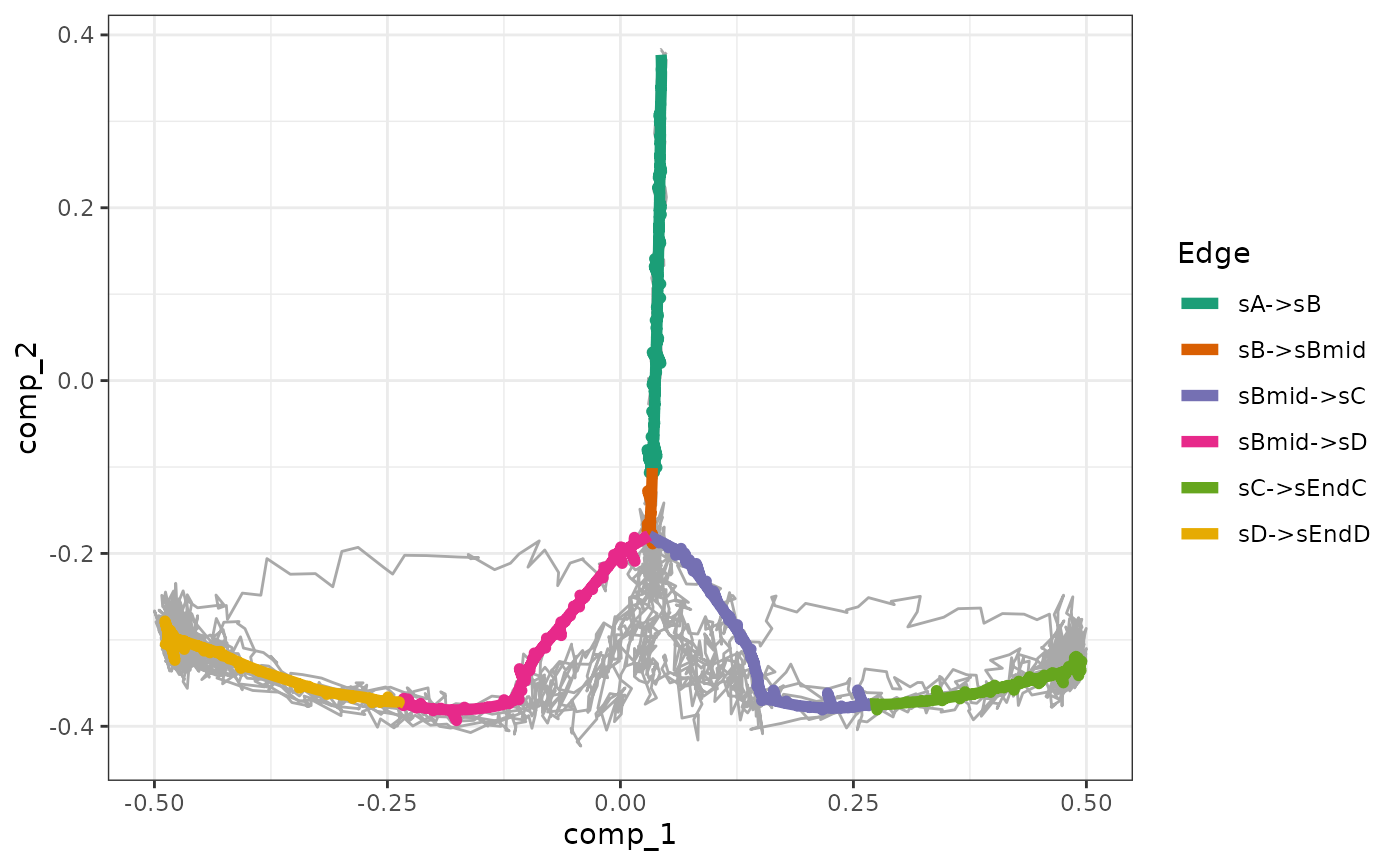 0.4
0.2
0.0
-0.2
-0.4
comp_2
-0.50
-0.25
0.00
0.25
0.50
comp_1
Edge
sA->sB
sB->sBmid
sBmid->sC
sBmid->sD
sC->sEndC
sD->sEndD